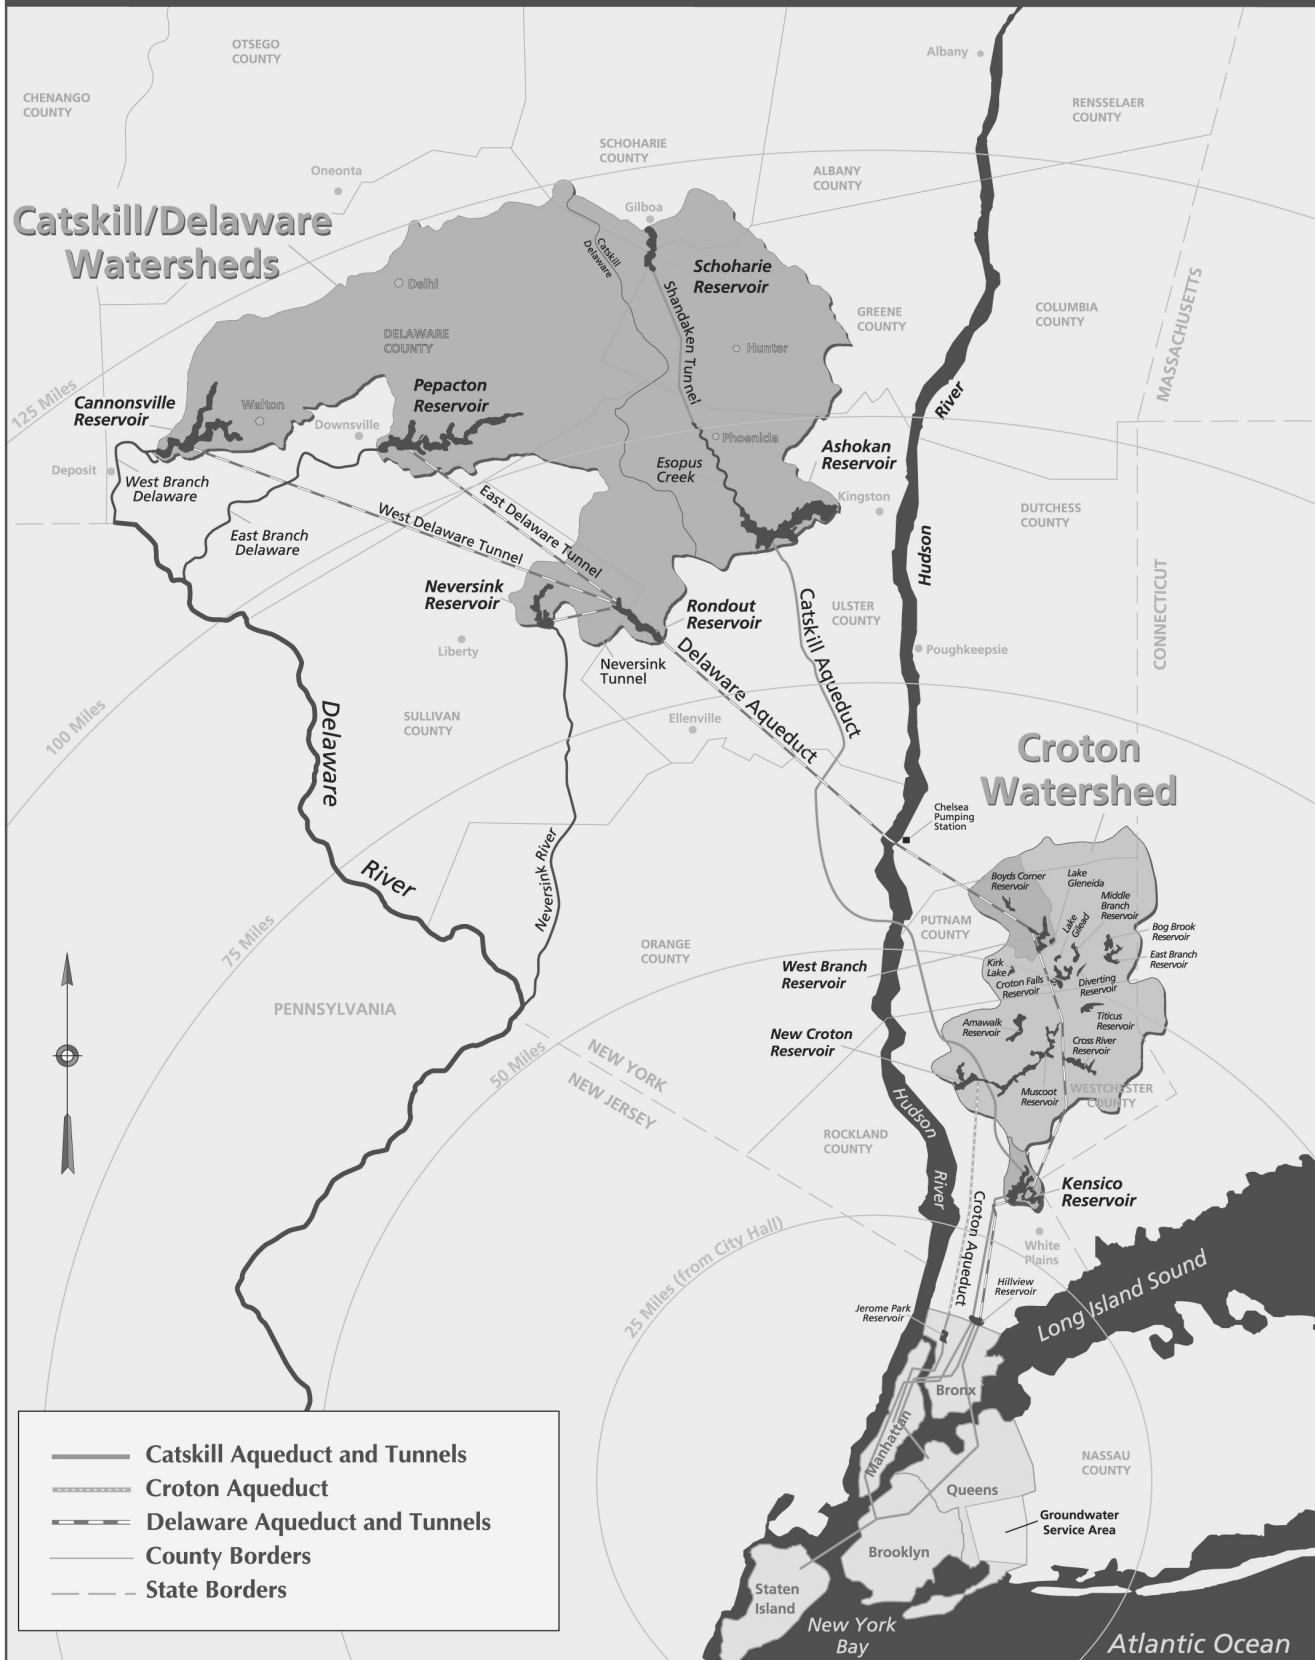 OTSEGO
COUNTY
Albany
CHENANGO
COUNTY
RENSSELAER
COUNTY
SCHOHARIE
COUNTY
ALBANY
COUNTY
Oneonta
Catskill/Delaware
Watersheds
Gilboa
Catskill
Delaware
Schoharie
Reservoir
Delhi
Shandaken Tunnel
GREENE
COUNTY
COLUMBIA
COUNTY
MASSACHUSETTS
DELAWARE
COUNTY
Hunter
125 Miles
Cannonsville
Reservoir
Pepacton
Reservoir
River
Walton
Downsville
Phoenicia
Ashokan
Reservoir
Deposit
West Branch
Delaware
Esopus
Creek
Kingston
East Delaware Tunnel
West Delaware Tunnel
DUTCHESS
COUNTY
East Branch
Delaware
Hudson
Neversink
Reservoir
Rondout
Reservoir
Catskill Aqueduct
ULSTER
COUNTY
CONNECTICUT
Liberty
Neversink
Tunnel
Delaware Aqueduct
Poughkeepsie
100 Miles
Delaware
SULLIVAN
COUNTY
Ellenville
Croton
Watershed
Chelsea
Pumping
Station
River
Neversink River
Boyds Corner
Reservoir
Lake
Gleneida
Middle
Branch
Reservoir
Lake
Gilead
PUTNAM
COUNTY
Bog Brook
Reservoir
75 Miles
ORANGE
COUNTY
East Branch
Reservoir
West Branch
Reservoir
Kirk
Lake
Croton Falls
Reservoir
Diverting
Reservoir
PENNSYLVANIA
New Croton
Reservoir
Amawalk
Reservoir
Titicus
Reservoir
Cross River
Reservoir
50 Miles
NEW YORK
NEW JERSEY
Muscoot
Reservoir
WESTCHESTER
COUNTY
Hudson
ROCKLAND
COUNTY
River
Kensico
Reservoir
Croton Aqueduct
25 Miles (from City Hall)
White
Plains
Long Island Sound
Hillview
Reservoir
Jerome Park
Reservoir
Bronx
Manhattan
Catskill Aqueduct and Tunnels
Croton Aqueduct
Delaware Aqueduct and Tunnels
County Borders
State Borders
NASSAU
COUNTY
Queens
Groundwater
Service Area
Brooklyn
Staten
Island
New York
Bay
Atlantic Ocean